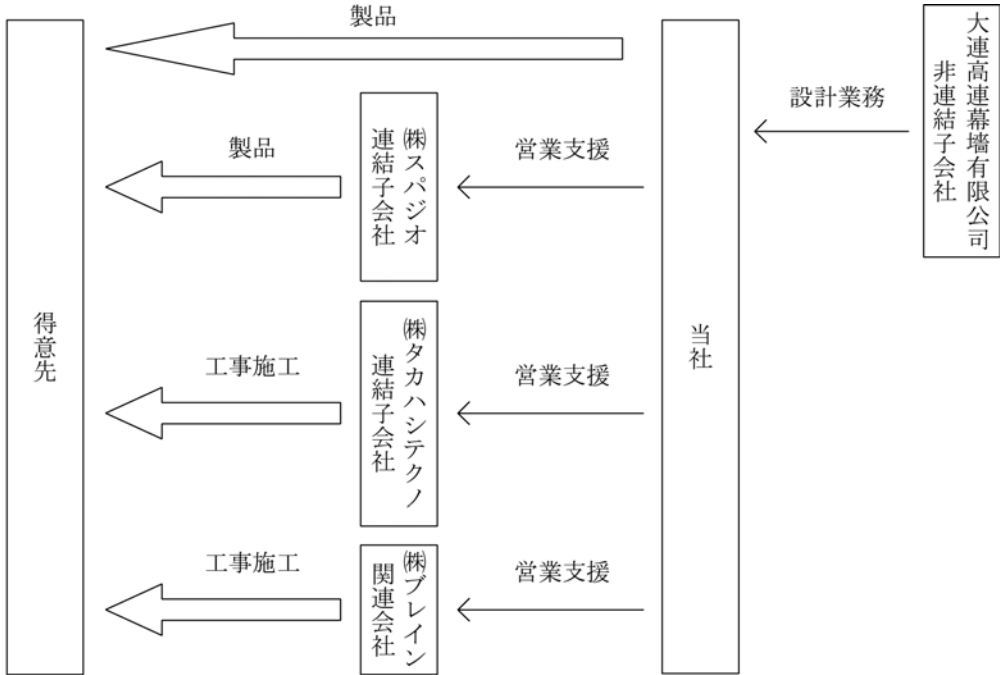 製品
大連高連幕墻有限公司
非連結子会社
設計業務
㈱スパジオ
連結子会社
製品
営業支援
得意先
当社
㈱タカハシテクノ
連結子会社
工事施工
営業支援
㈱ブレイン
関連会社
工事施工
営業支援